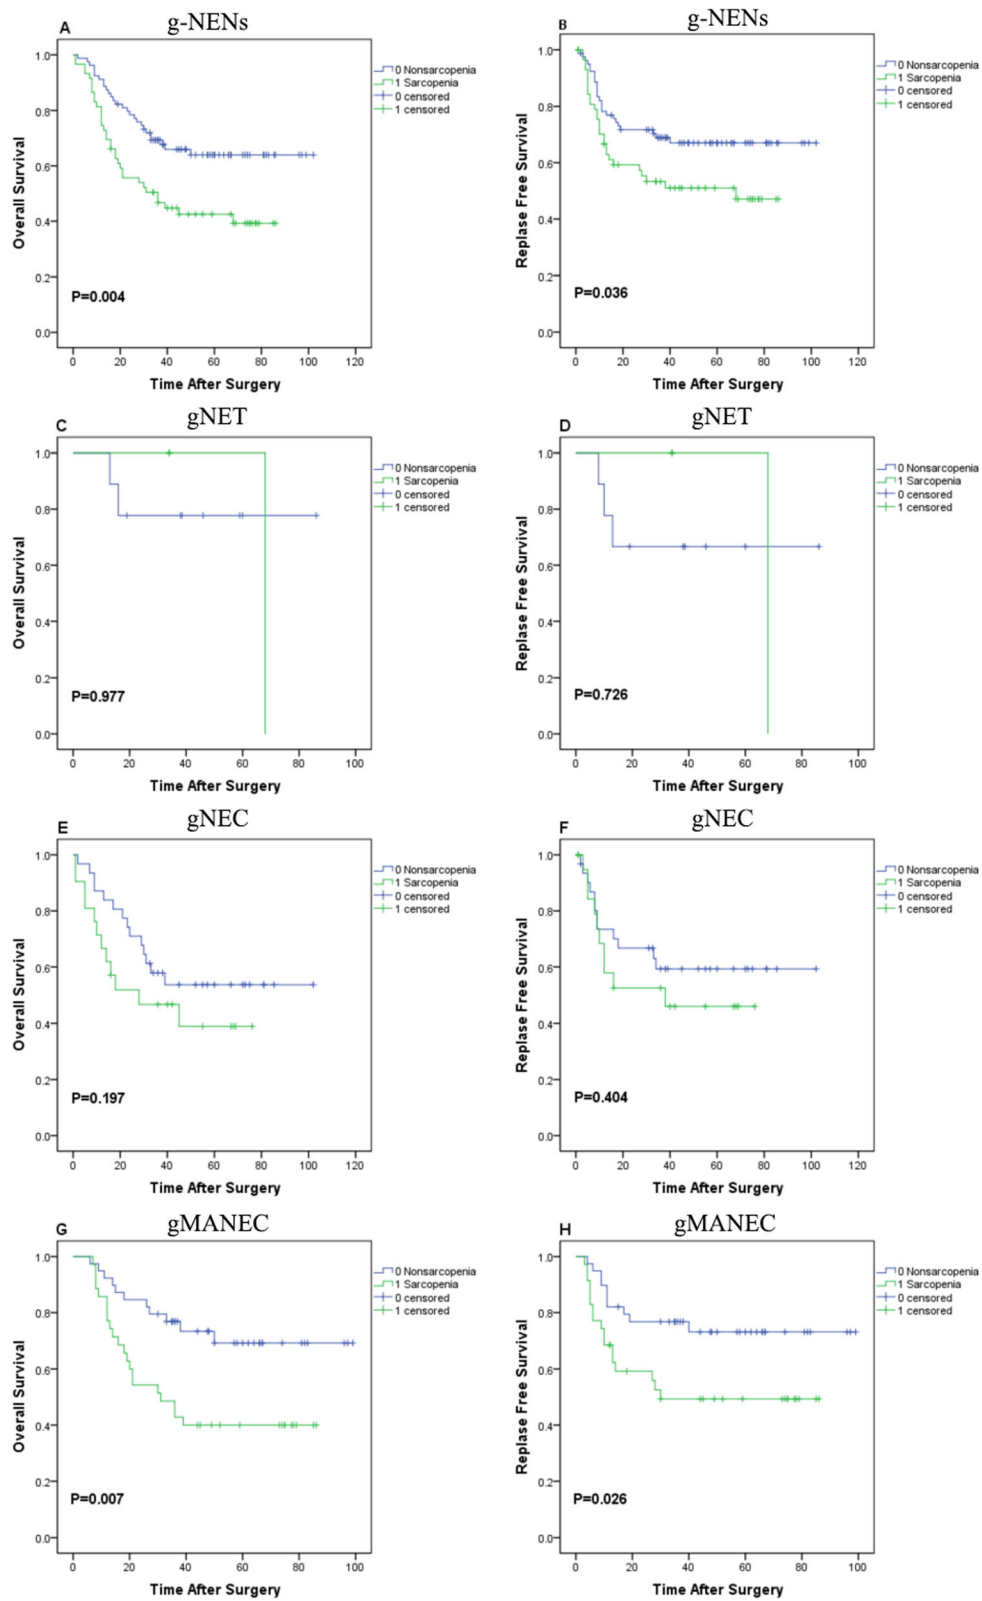 A
g-NENs
Overall Survival
1.0
0.8
0.6
0.4
0.2
0.0
P=0.004
0 20 40 60 80 100 120
Time After Surgery
0 Nonsarcopenia
1 Sarcopenia
0 censored
1 censored
B
g-NENs
Replase Free Survival
1.0
0.8
0.6
0.4
0.2
0.0
P=0.036
0 20 40 60 80 100 120
Time After Surgery
0 Nonsarcopenia
1 Sarcopenia
0 censored
1 censored
C
gNET
Overall Survival
1.0
0.8
0.6
0.4
0.2
0.0
P=0.977
0 20 40 60 80 100
Time After Surgery
0 Nonsarcopenia
1 Sarcopenia
0 censored
1 censored
D
gNET
Replase Free Survival
1.0
0.8
0.6
0.4
0.2
0.0
P=0.726
0 20 40 60 80 100
Time After Surgery
0 Nonsarcopenia
1 Sarcopenia
0 censored
1 censored
E
gNEC
Overall Survival
1.0
0.8
0.6
0.4
0.2
0.0
P=0.197
0 20 40 60 80 100 120
Time After Surgery
0 Nonsarcopenia
1 Sarcopenia
0 censored
1 censored
F
gNEC
Replase Free Survival
1.0
0.8
0.6
0.4
0.2
0.0
P=0.404
0 20 40 60 80 100 120
Time After Surgery
0 Nonsarcopenia
1 Sarcopenia
0 censored
1 censored
G
gMANEC
Overall Survival
1.0
0.8
0.6
0.4
0.2
0.0
P=0.007
0 20 40 60 80 100
Time After Surgery
0 Nonsarcopenia
1 Sarcopenia
0 censored
1 censored
H
gMANEC
Replase Free Survival
1.0
0.8
0.6
0.4
0.2
0.0
P=0.026
0 20 40 60 80 100
Time After Surgery
0 Nonsarcopenia
1 Sarcopenia
0 censored
1 censored